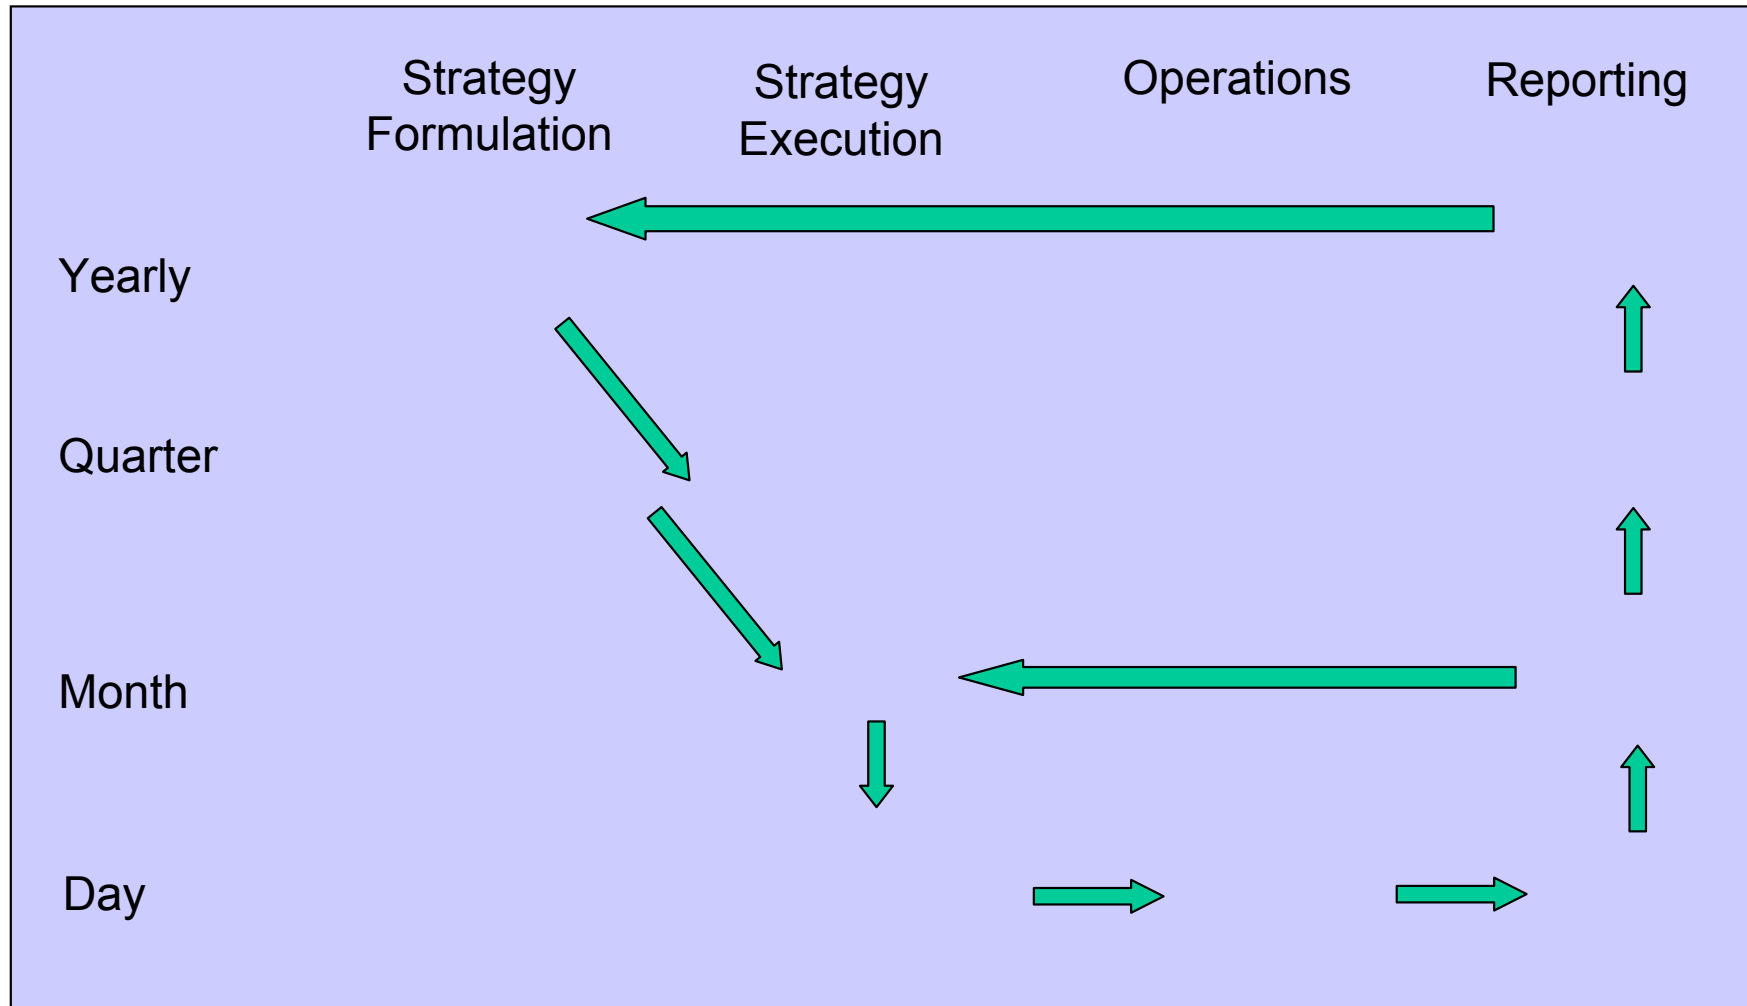 Strategy
Formulation
Strategy
Execution
Operations
Reporting
Yearly
Quarter
Month
Day